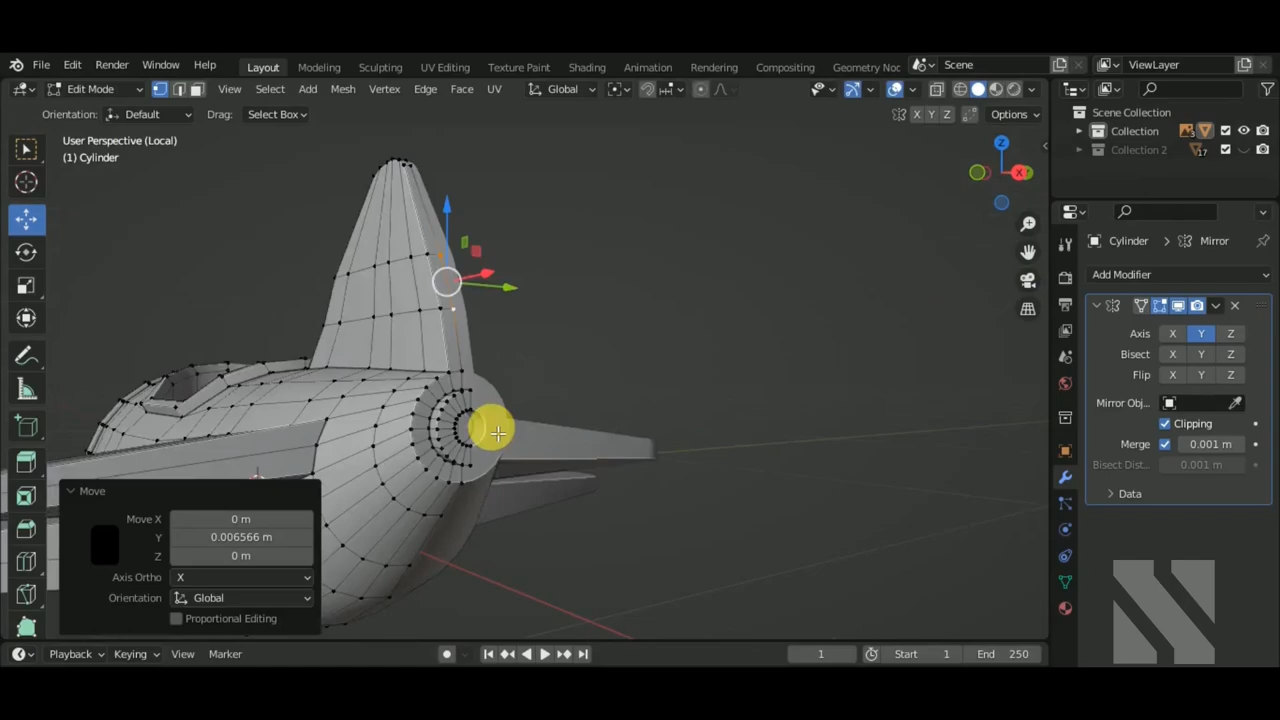 File Edit Render Window Help Layout Modeling Sculpting UV Editing Texture Paint Shading Animation Rendering Compositing Geometry Noc Scene ViewLayer
Edit Mode View Select Add Mesh Vertex Edge Face UV Global
Orientation: Default Drag: Select Box X Y Z Options
User Perspective (Local)
(1) Cylinder
Z
X
Scene Collection
Collection 3
Collection 2 17
Cylinder > Mirror
Add Modifier
Axis X Y Z
Bisect X Y Z
Flip X Y Z
Mirror Obj...
Clipping
Merge 0.001 m
Bisect Dist... 0.001 m
Data
Move
Move X 0 m
Y 0.006566 m
Z 0 m
Axis Ortho X
Orientation Global
Proportional Editing
Playback Keying View Marker 1 Start 1 End 250